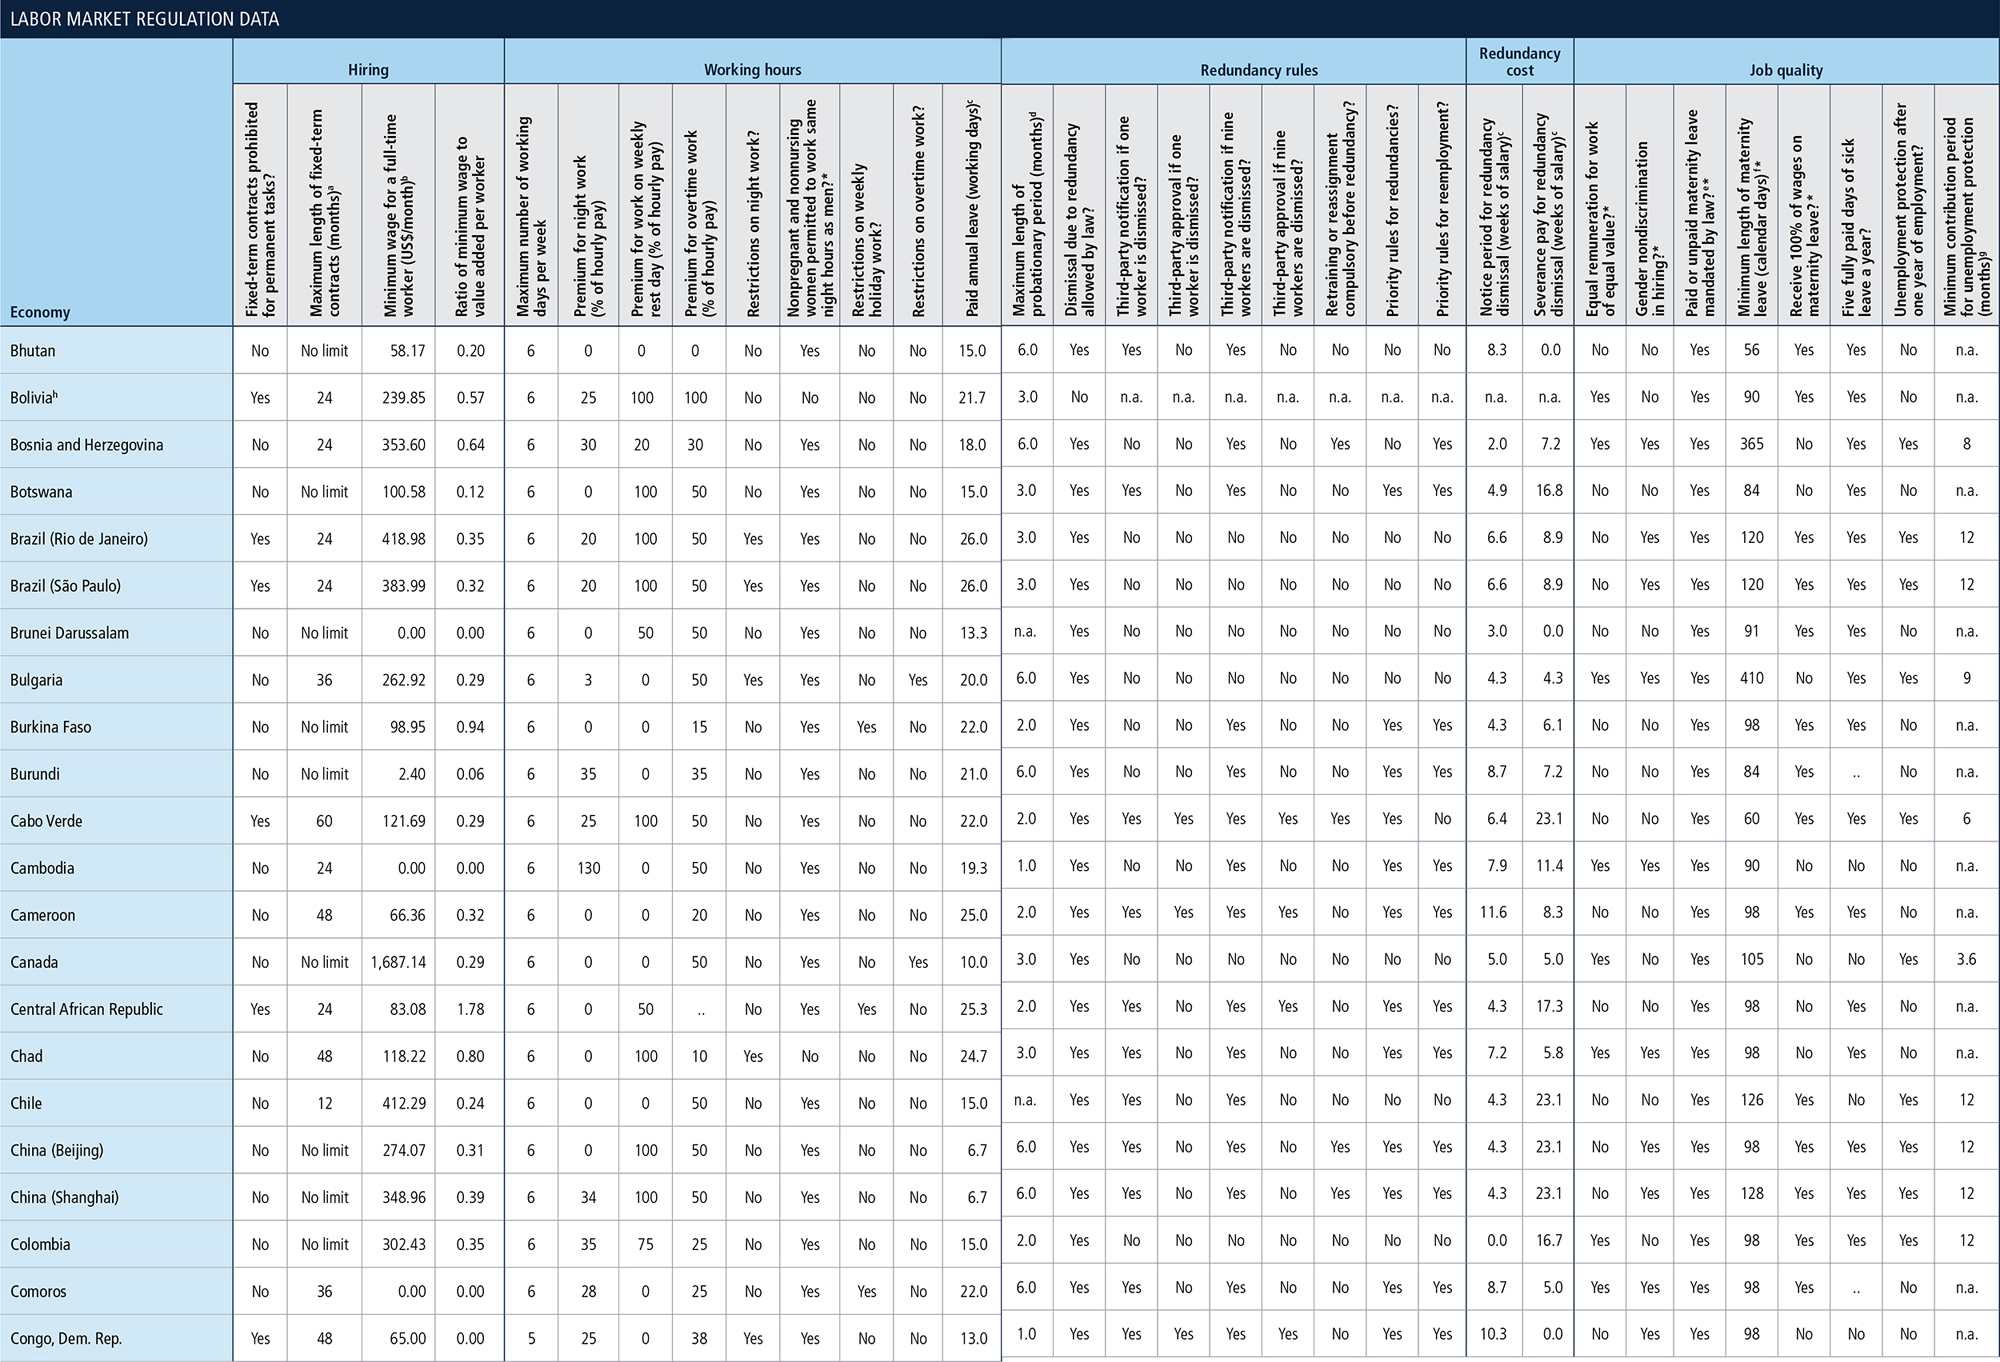 LABOR MARKET REGULATION DATA
Hiring Working hours Redundancy rules Redundancy cost Job quality
Economy
Fixed-term contracts prohibited for permanent tasks?
Maximum length of fixed-term contracts (months)a
Minimum wage for a full-time worker (US$/month)b
Ratio of minimum wage to value added per worker
Maximum number of working days per week
Premium for night work (% of hourly pay)
Premium for work on weekly rest day (% of hourly pay)
Premium for overtime work (% of hourly pay)
Restrictions on night work?
Nonpregnant and nonnursing women permitted to work same night hours as men?*
Restrictions on weekly holiday work?
Restrictions on overtime work?
Paid annual leave (working days)c
Maximum length of probationary period (months)d
Dismissal due to redundancy allowed by law?
Third-party notification if one worker is dismissed?
Third-party approval if one worker is dismissed?
Third-party notification if nine workers are dismissed?
Third-party approval if nine workers are dismissed?
Retraining or reassignment compulsory before redundancy?
Priority rules for redundancies?
Priority rules for reemployment?
Notice period for redundancy dismissal (weeks of salary)c
Severance pay for redundancy dismissal (weeks of salary)c
Equal remuneration for work of equal value?*
Gender nondiscrimination in hiring?*
Paid or unpaid maternity leave mandated by law?e*
Minimum length of maternity leave (calendar days)f*
Receive 100% of wages on maternity leave?*
Five fully paid days of sick leave a year?
Unemployment protection after one year of employment?
Minimum contribution period for unemployment protection (months)g
Bhutan No No limit 58.17 0.20 6 0 0 0 No Yes No No 15.0 6.0 Yes Yes No Yes No No No No 8.3 0.0 No No Yes 56 Yes Yes No n.a.
Boliviah Yes 24 239.85 0.57 6 25 100 100 No No No No 21.7 3.0 No n.a. n.a. n.a. n.a. n.a. n.a. n.a. n.a. n.a. Yes No Yes 90 Yes Yes No n.a.
Bosnia and Herzegovina No 24 353.60 0.64 6 30 20 30 No Yes No No 18.0 6.0 Yes No No Yes No Yes No Yes 2.0 7.2 Yes Yes Yes 365 No Yes Yes 8
Botswana No No limit 100.58 0.12 6 0 100 50 No Yes No No 15.0 3.0 Yes Yes No Yes No No Yes Yes 4.9 16.8 No No Yes 84 No Yes No n.a.
Brazil (Rio de Janeiro) Yes 24 418.98 0.35 6 20 100 50 Yes Yes No No 26.0 3.0 Yes No No No No No No No 6.6 8.9 No Yes Yes 120 Yes Yes Yes 12
Brazil (São Paulo) Yes 24 383.99 0.32 6 20 100 50 Yes Yes No No 26.0 3.0 Yes No No No No No No No 6.6 8.9 No Yes Yes 120 Yes Yes Yes 12
Brunei Darussalam No No limit 0.00 0.00 6 0 50 50 No Yes No No 13.3 n.a. Yes No No No No No No No 3.0 0.0 No No Yes 91 Yes Yes No n.a.
Bulgaria No 36 262.92 0.29 6 3 0 50 Yes Yes No Yes 20.0 6.0 Yes No No No No No No No 4.3 4.3 Yes Yes Yes 410 No Yes Yes 9
Burkina Faso No No limit 98.95 0.94 6 0 0 15 No Yes Yes No 22.0 2.0 Yes No No Yes No No Yes Yes 4.3 6.1 No No Yes 98 Yes Yes No n.a.
Burundi No No limit 2.40 0.06 6 35 0 35 No Yes No No 21.0 6.0 Yes No No Yes No No Yes Yes 8.7 7.2 No No Yes 84 Yes .. No n.a.
Cabo Verde Yes 60 121.69 0.29 6 25 100 50 No Yes No No 22.0 2.0 Yes Yes Yes Yes Yes Yes Yes No 6.4 23.1 No No Yes 60 Yes Yes Yes 6
Cambodia No 24 0.00 0.00 6 130 0 50 No Yes No No 19.3 1.0 Yes No No Yes No No Yes Yes 7.9 11.4 Yes Yes Yes 90 No No No n.a.
Cameroon No 48 66.36 0.32 6 0 0 20 No Yes No No 25.0 2.0 Yes Yes Yes Yes Yes No Yes Yes 11.6 8.3 No No Yes 98 Yes Yes No n.a.
Canada No No limit 1,687.14 0.29 6 0 0 50 No Yes No Yes 10.0 3.0 Yes No No No No No No No 5.0 5.0 Yes No Yes 105 No No Yes 3.6
Central African Republic Yes 24 83.08 1.78 6 0 50 .. No Yes Yes No 25.3 2.0 Yes Yes No Yes Yes No Yes Yes 4.3 17.3 No No Yes 98 No Yes No n.a.
Chad No 48 118.22 0.80 6 0 100 10 Yes No No No 24.7 3.0 Yes Yes No Yes No No Yes Yes 7.2 5.8 Yes Yes Yes 98 No Yes No n.a.
Chile No 12 412.29 0.24 6 0 0 50 No Yes No No 15.0 n.a. Yes Yes No Yes No No No No 4.3 23.1 No No Yes 126 Yes No Yes 12
China (Beijing) No No limit 274.07 0.31 6 0 100 50 No Yes No No 6.7 6.0 Yes Yes No Yes No Yes Yes Yes 4.3 23.1 No Yes Yes 98 Yes Yes Yes 12
China (Shanghai) No No limit 348.96 0.39 6 34 100 50 No Yes No No 6.7 6.0 Yes Yes No Yes No Yes Yes Yes 4.3 23.1 No Yes Yes 128 Yes Yes Yes 12
Colombia No No limit 302.43 0.35 6 35 75 25 No Yes No No 15.0 2.0 Yes No No No No No No No 0.0 16.7 Yes No Yes 98 Yes Yes Yes 12
Comoros No 36 0.00 0.00 6 28 0 25 No Yes Yes No 22.0 6.0 Yes Yes No Yes No No Yes Yes 8.7 5.0 Yes Yes Yes 98 Yes .. No n.a.
Congo, Dem. Rep. Yes 48 65.00 0.00 5 25 0 38 Yes Yes No No 13.0 1.0 Yes Yes Yes Yes Yes No Yes Yes 10.3 0.0 No Yes Yes 98 No No No n.a.